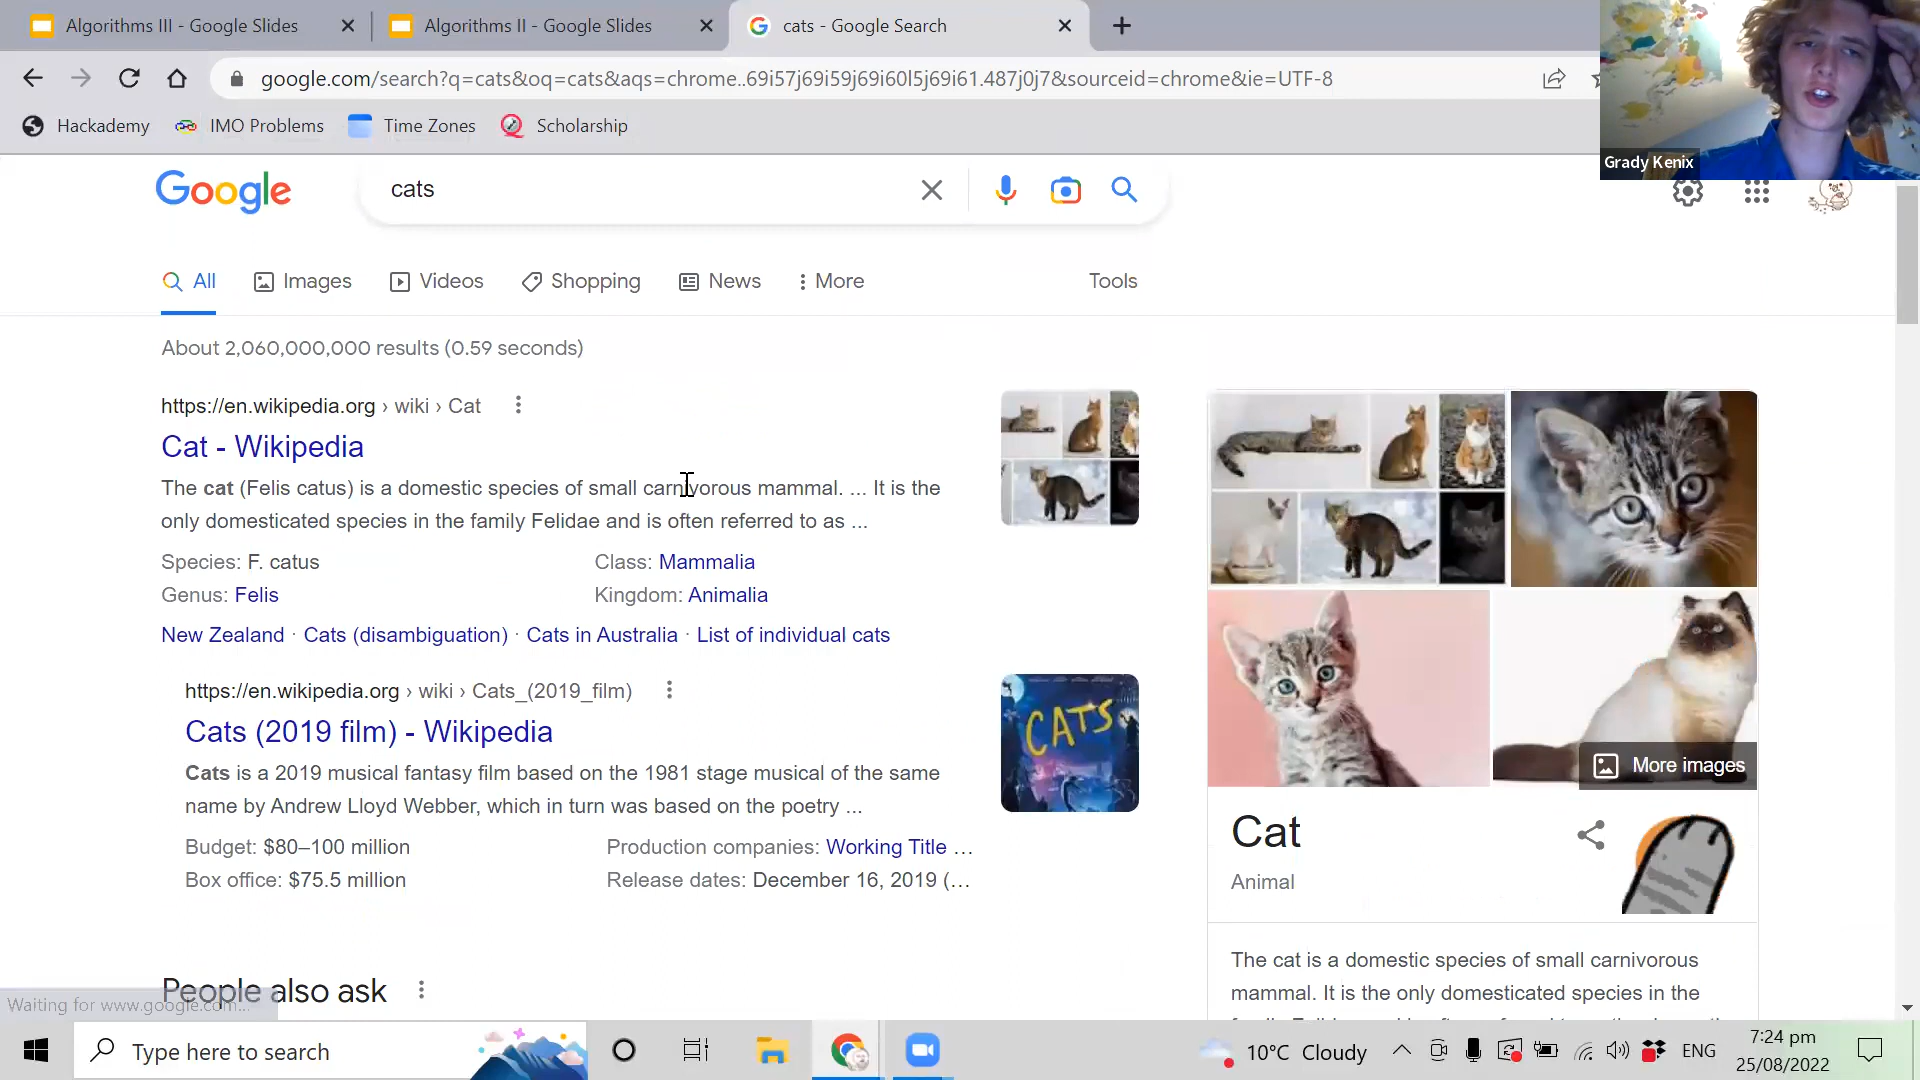 Algorithms III - Google Slides
Algorithms II - Google Slides
cats - Google Search
google.com/search?q=cats&oq=cats&aqs=chrome..69i57j69i59j69i60l5j69i61.487j0j7&sourceid=chrome&ie=UTF-8
Hackademy
IMO Problems
Time Zones
Scholarship
Grady Kenix
Google
cats
All
Images
Videos
Shopping
News
More
Tools
About 2,060,000,000 results (0.59 seconds)
https://en.wikipedia.org › wiki › Cat
Cat - Wikipedia
The cat (Felis catus) is a domestic species of small carnivorous mammal. ... It is the
only domesticated species in the family Felidae and is often referred to as ...
Species: F. catus
Class: Mammalia
Genus: Felis
Kingdom: Animalia
New Zealand · Cats (disambiguation) · Cats in Australia · List of individual cats
https://en.wikipedia.org › wiki › Cats_(2019_film)
Cats (2019 film) - Wikipedia
Cats is a 2019 musical fantasy film based on the 1981 stage musical of the same
name by Andrew Lloyd Webber, which in turn was based on the poetry ...
Budget: $80–100 million
Production companies: Working Title ...
Box office: $75.5 million
Release dates: December 16, 2019 (...
CATS
People also ask
More images
Cat
Animal
The cat is a domestic species of small carnivorous
mammal. It is the only domesticated species in the
Waiting for www.google.com...
Type here to search
10°C Cloudy
ENG
7:24 pm
25/08/2022